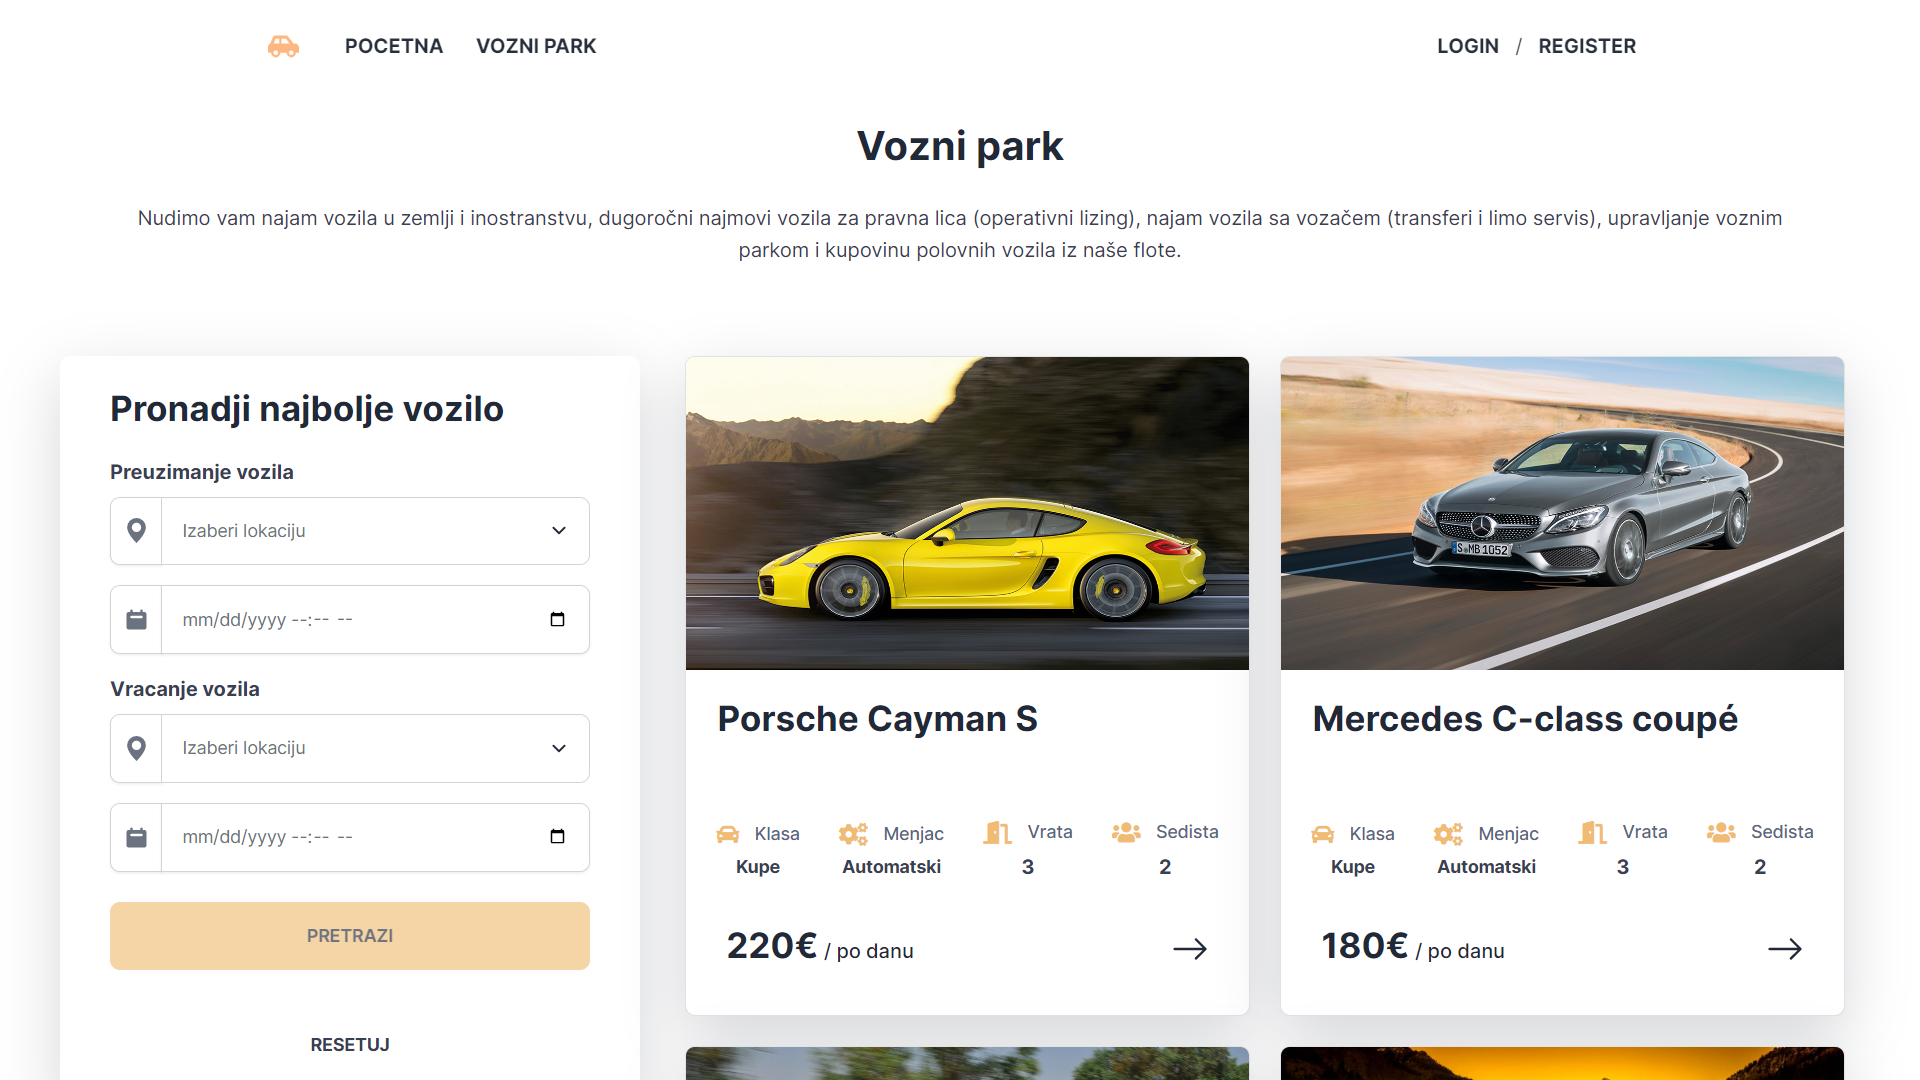 POCETNA VOZNI PARK LOGIN / REGISTER
Vozni park
Nudimo vam najam vozila u zemlji i inostranstvu, dugoročni najmovi vozila za pravna lica (operativni lizing), najam vozila sa vozačem (transferi i limo servis), upravljanje voznim
parkom i kupovinu polovnih vozila iz naše flote.
Pronadji najbolje vozilo
Preuzimanje vozila
Izaberi lokaciju
mm/dd/yyyy --:-- --
Vracanje vozila
Izaberi lokaciju
mm/dd/yyyy --:-- --
PRETRAZI
RESETUJ
Porsche Cayman S
Klasa Menjac Vrata Sedista
Kupe Automatski 3 2
220€ / po danu
S MB 1052
Mercedes C-class coupé
Klasa Menjac Vrata Sedista
Kupe Automatski 3 2
180€ / po danu